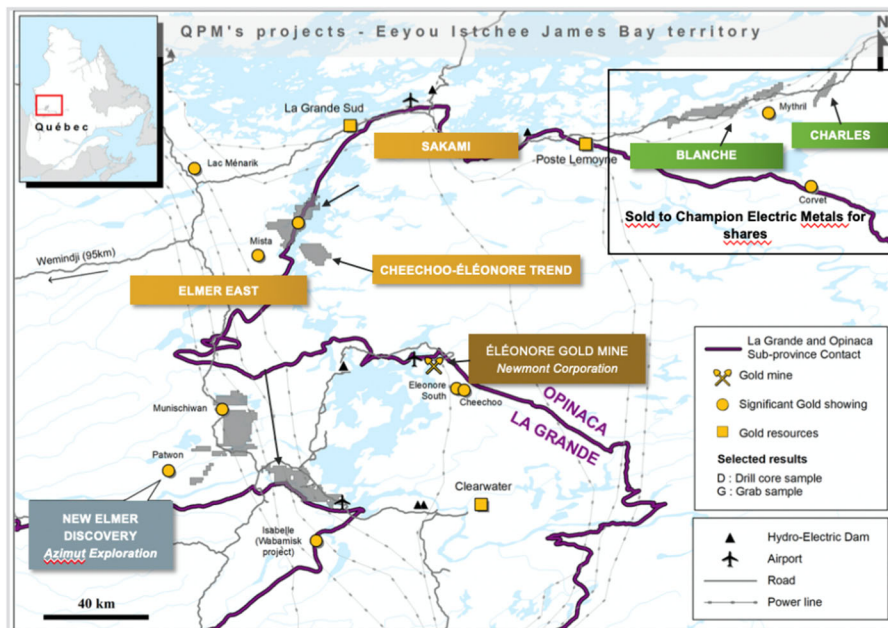 QPM's projects - Eeyou Istchee James Bay territory
N
Québec
La Grande Sud
Lac Ménarik
SAKAMI
Poste Lemoyne
Mythril
CHARLES
BLANCHE
Corvet
Sold to Champion Electric Metals for
shares
Mista
Wemindji (95km)
CHEECHOO-ÉLÉONORE TREND
ELMER EAST
ÉLÉONORE GOLD MINE
Newmont Corporation
Eleonore
South
Cheechoo
OPINACA
LA GRANDE
Munischiwan
Patwon
NEW ELMER
DISCOVERY
Azimut Exploration
Clearwater
Isabelle
(Wabamisk
project)
40 km
La Grande and Opinaca
Sub-province Contact
Gold mine
Significant Gold showing
Gold resources
Selected results
D : Drill core sample
G : Grab sample
Hydro-Electric Dam
Airport
Road
Power line